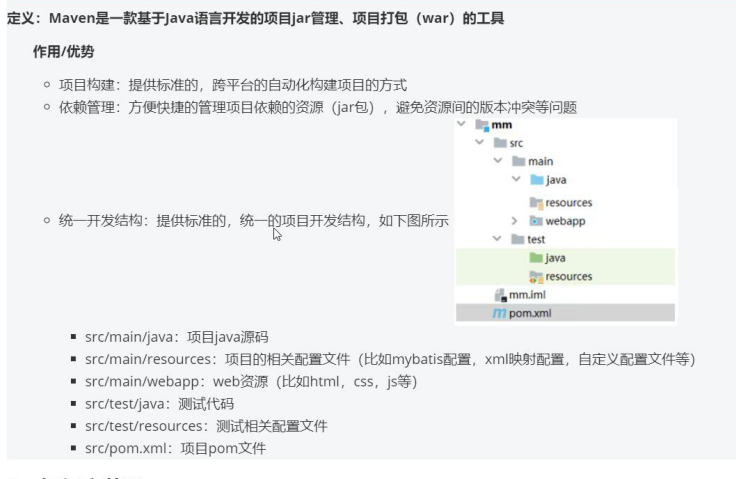 定义：Maven是一款基于Java语言开发的项目jar管理、项目打包（war）的工具
作用/优势
项目构建：提供标准的，跨平台的自动化构建项目的方式
依赖管理：方便快捷的管理项目依赖的资源（jar包），避免资源间的版本冲突等问题
统一开发结构：提供标准的，统一的项目开发结构，如下图所示
mm
src
main
java
resources
webapp
test
java
resources
mm.iml
pom.xml
src/main/java：项目java源码
src/main/resources：项目的相关配置文件（比如mybatis配置，xml映射配置，自定义配置文件等）
src/main/webapp：web资源（比如html，css，js等）
src/test/java：测试代码
src/test/resources：测试相关配置文件
src/pom.xml：项目pom文件